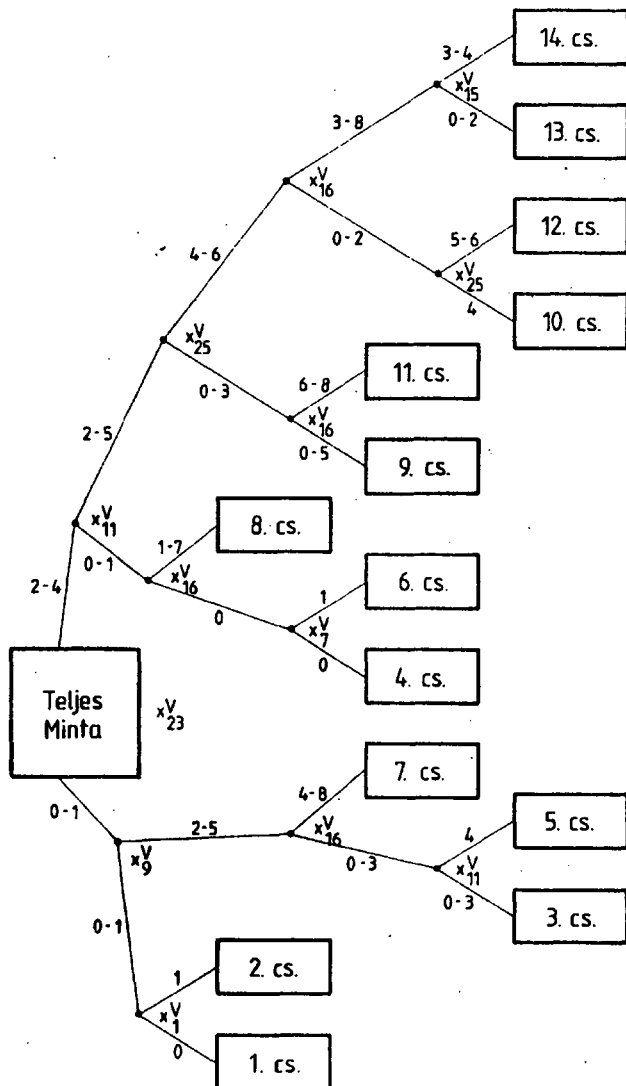 3-4
14. cs.
x^V_15
0-2
13. cs.
3-8
x^V_16
0-2
5-6
12. cs.
x^V_25
4
10. cs.
4-6
x^V_25
0-3
6-8
11. cs.
x^V_16
0-5
9. cs.
2-5
x^V_11
0-1
1-7
8. cs.
x^V_16
0
1
6. cs.
x^V_7
0
4. cs.
2-4
Teljes
Minta
x^V_23
0-1
x^V_9
2-5
4-8
7. cs.
x^V_16
0-3
4
5. cs.
x^V_11
0-3
3. cs.
0-1
1
2. cs.
x^V_1
0
1. cs.